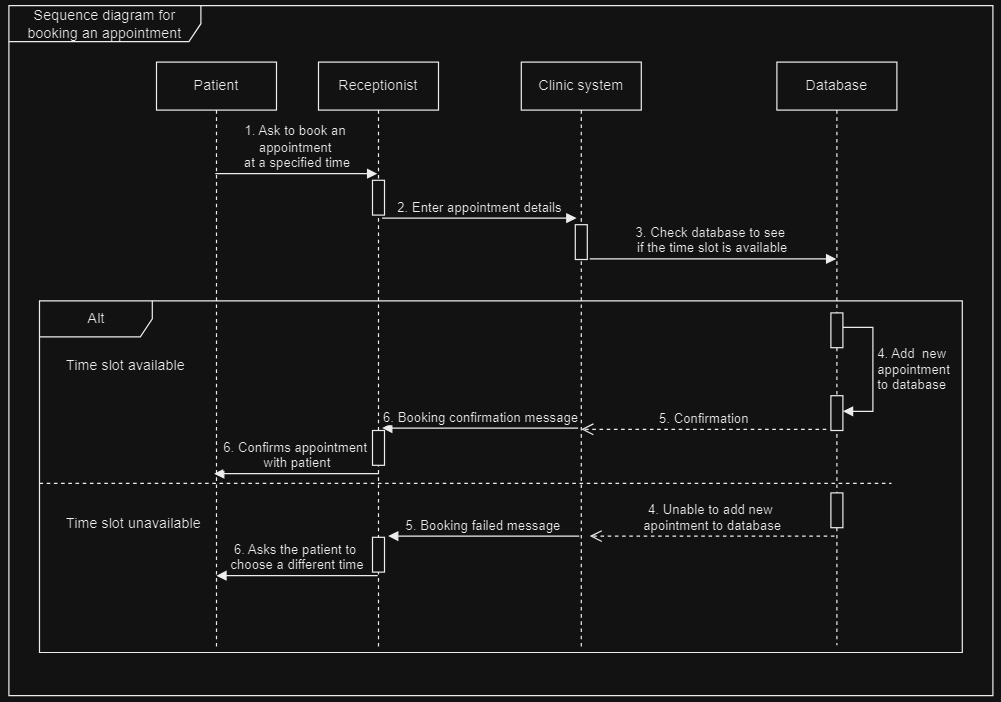 Sequence diagram for
booking an appointment
Patient
Receptionist
Clinic system
Database
1. Ask to book an
appointment
at a specified time
2. Enter appointment details
3. Check database to see
if the time slot is available
Alt
Time slot available
4. Add new
appointment
to database
6. Booking confirmation message
5. Confirmation
6. Confirms appointment
with patient
Time slot unavailable
4. Unable to add new
apointment to database
5. Booking failed message
6. Asks the patient to
choose a different time